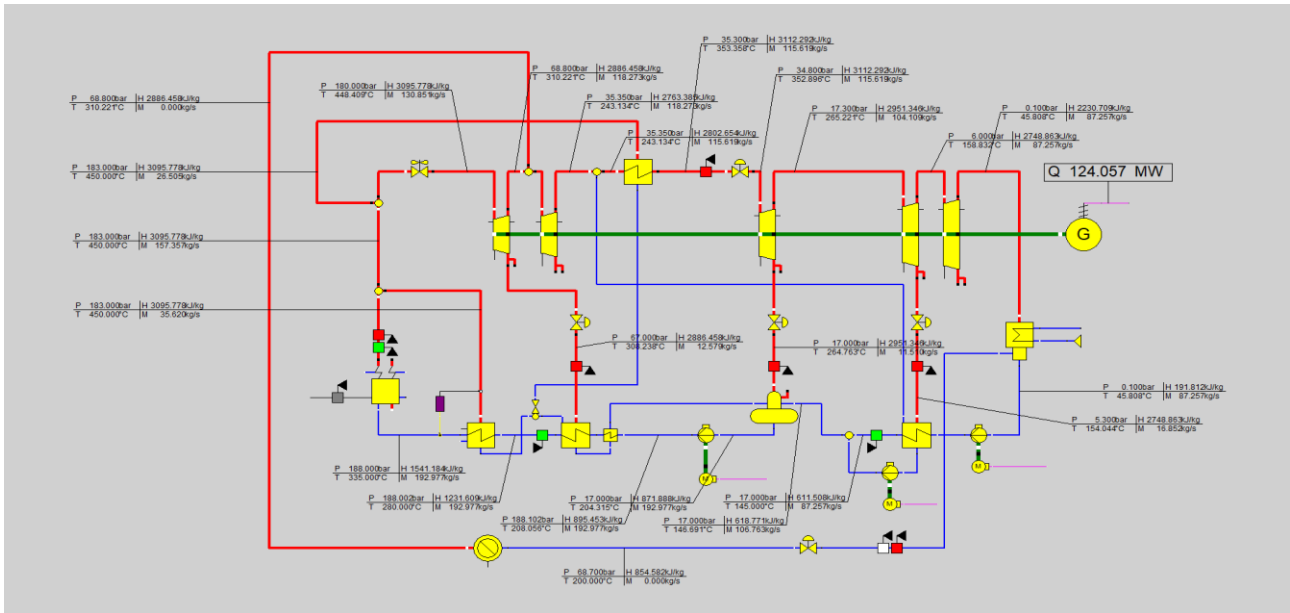 P 35.300bar H 3112.292kJ/kg
T 353.358°C M 115.619kg/s
P 68.800bar H 2886.458kJ/kg
T 310.221°C M 118.273kg/s
P 34.800bar H 3112.292kJ/kg
T 352.896°C M 115.619kg/s
P 180.000bar H 3095.778kJ/kg
T 448.409°C M 130.851kg/s
P 68.800bar H 2886.458kJ/kg
T 310.221°C M 0.000kg/s
P 35.350bar H 2763.386kJ/kg
T 243.134°C M 118.273kg/s
P 17.300bar H 2951.346kJ/kg
T 265.221°C M 104.109kg/s
P 0.100bar H 2230.709kJ/kg
T 45.808°C M 87.257kg/s
P 35.350bar H 2802.654kJ/kg
T 243.134°C M 115.619kg/s
P 6.000bar H 2748.863kJ/kg
T 158.832°C M 87.257kg/s
P 183.000bar H 3095.778kJ/kg
T 450.000°C M 26.505kg/s
Q 124.057 MW
G
P 183.000bar H 3095.778kJ/kg
T 450.000°C M 157.357kg/s
P 183.000bar H 3095.778kJ/kg
T 450.000°C M 35.620kg/s
P 67.000bar H 2886.458kJ/kg
T 308.238°C M 12.579kg/s
P 17.000bar H 2951.346kJ/kg
T 264.763°C M 11.510kg/s
P 0.100bar H 191.812kJ/kg
T 45.808°C M 87.257kg/s
P 5.300bar H 2748.863kJ/kg
T 154.044°C M 16.852kg/s
P 188.000bar H 1541.184kJ/kg
T 335.000°C M 192.977kg/s
M
M
M
P 188.002bar H 1231.609kJ/kg
T 280.000°C M 192.977kg/s
P 17.000bar H 871.888kJ/kg
T 204.315°C M 192.977kg/s
P 17.000bar H 611.508kJ/kg
T 145.000°C M 87.257kg/s
P 188.102bar H 895.453kJ/kg
T 208.056°C M 192.977kg/s
P 17.000bar H 618.771kJ/kg
T 146.691°C M 106.763kg/s
P 68.700bar H 854.582kJ/kg
T 200.000°C M 0.000kg/s